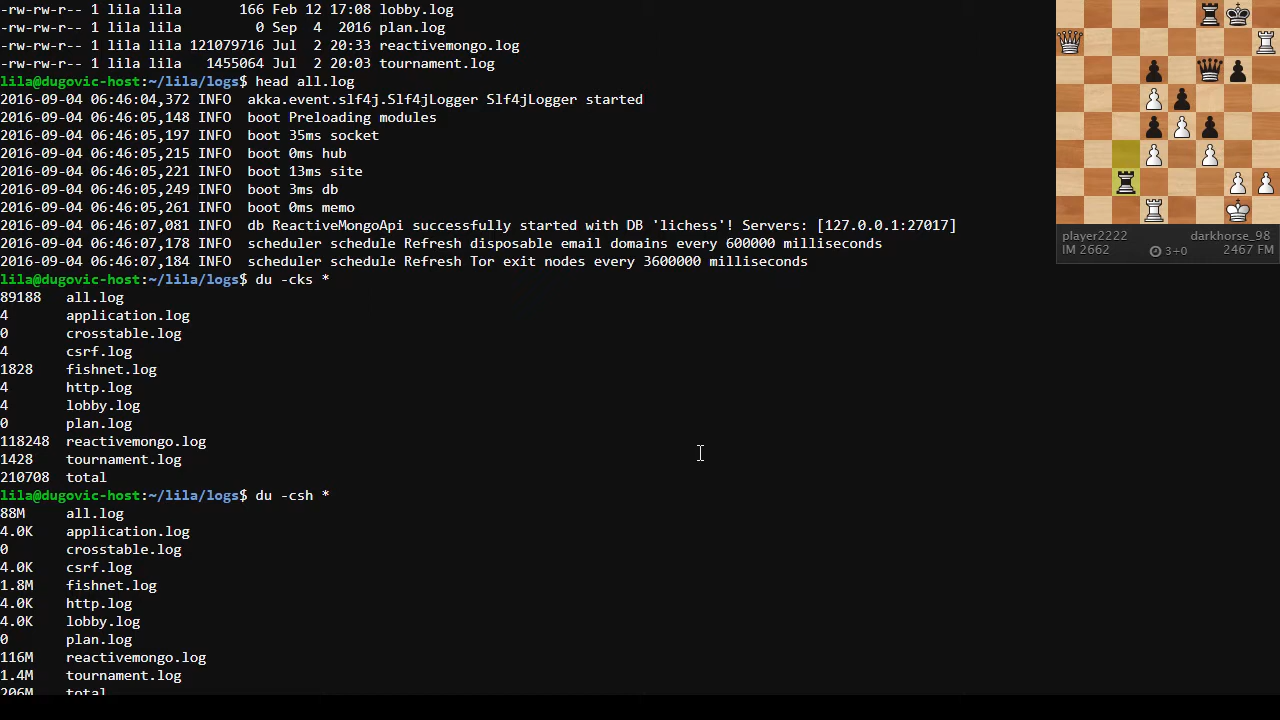 -rw-rw-r-- 1 lila lila       166 Feb 12 17:08 lobby.log
-rw-rw-r-- 1 lila lila         0 Sep  4  2016 plan.log
-rw-rw-r-- 1 lila lila 121079716 Jul  2 20:33 reactivemongo.log
-rw-rw-r-- 1 lila lila   1455064 Jul  2 20:03 tournament.log
lila@dugovic-host:~/lila/logs$ head all.log
2016-09-04 06:46:04,372 INFO  akka.event.slf4j.Slf4jLogger Slf4jLogger started
2016-09-04 06:46:05,148 INFO  boot Preloading modules
2016-09-04 06:46:05,197 INFO  boot 35ms socket
2016-09-04 06:46:05,215 INFO  boot 0ms hub
2016-09-04 06:46:05,221 INFO  boot 13ms site
2016-09-04 06:46:05,249 INFO  boot 3ms db
2016-09-04 06:46:05,261 INFO  boot 0ms memo
2016-09-04 06:46:07,081 INFO  db ReactiveMongoApi successfully started with DB 'lichess'! Servers: [127.0.0.1:27017]
2016-09-04 06:46:07,178 INFO  scheduler schedule Refresh disposable email domains every 600000 milliseconds
2016-09-04 06:46:07,184 INFO  scheduler schedule Refresh Tor exit nodes every 3600000 milliseconds
lila@dugovic-host:~/lila/logs$ du -cks *
89188   all.log
4       application.log
0       crosstable.log
4       csrf.log
1828    fishnet.log
4       http.log
4       lobby.log
0       plan.log
118248  reactivemongo.log
1428    tournament.log
210708  total
lila@dugovic-host:~/lila/logs$ du -csh *
88M     all.log
4.0K    application.log
0       crosstable.log
4.0K    csrf.log
1.8M    fishnet.log
4.0K    http.log
4.0K    lobby.log
0       plan.log
116M    reactivemongo.log
1.4M    tournament.log
206M    total
player2222 darkhorse_98
IM 2662 3+0 2467 FM